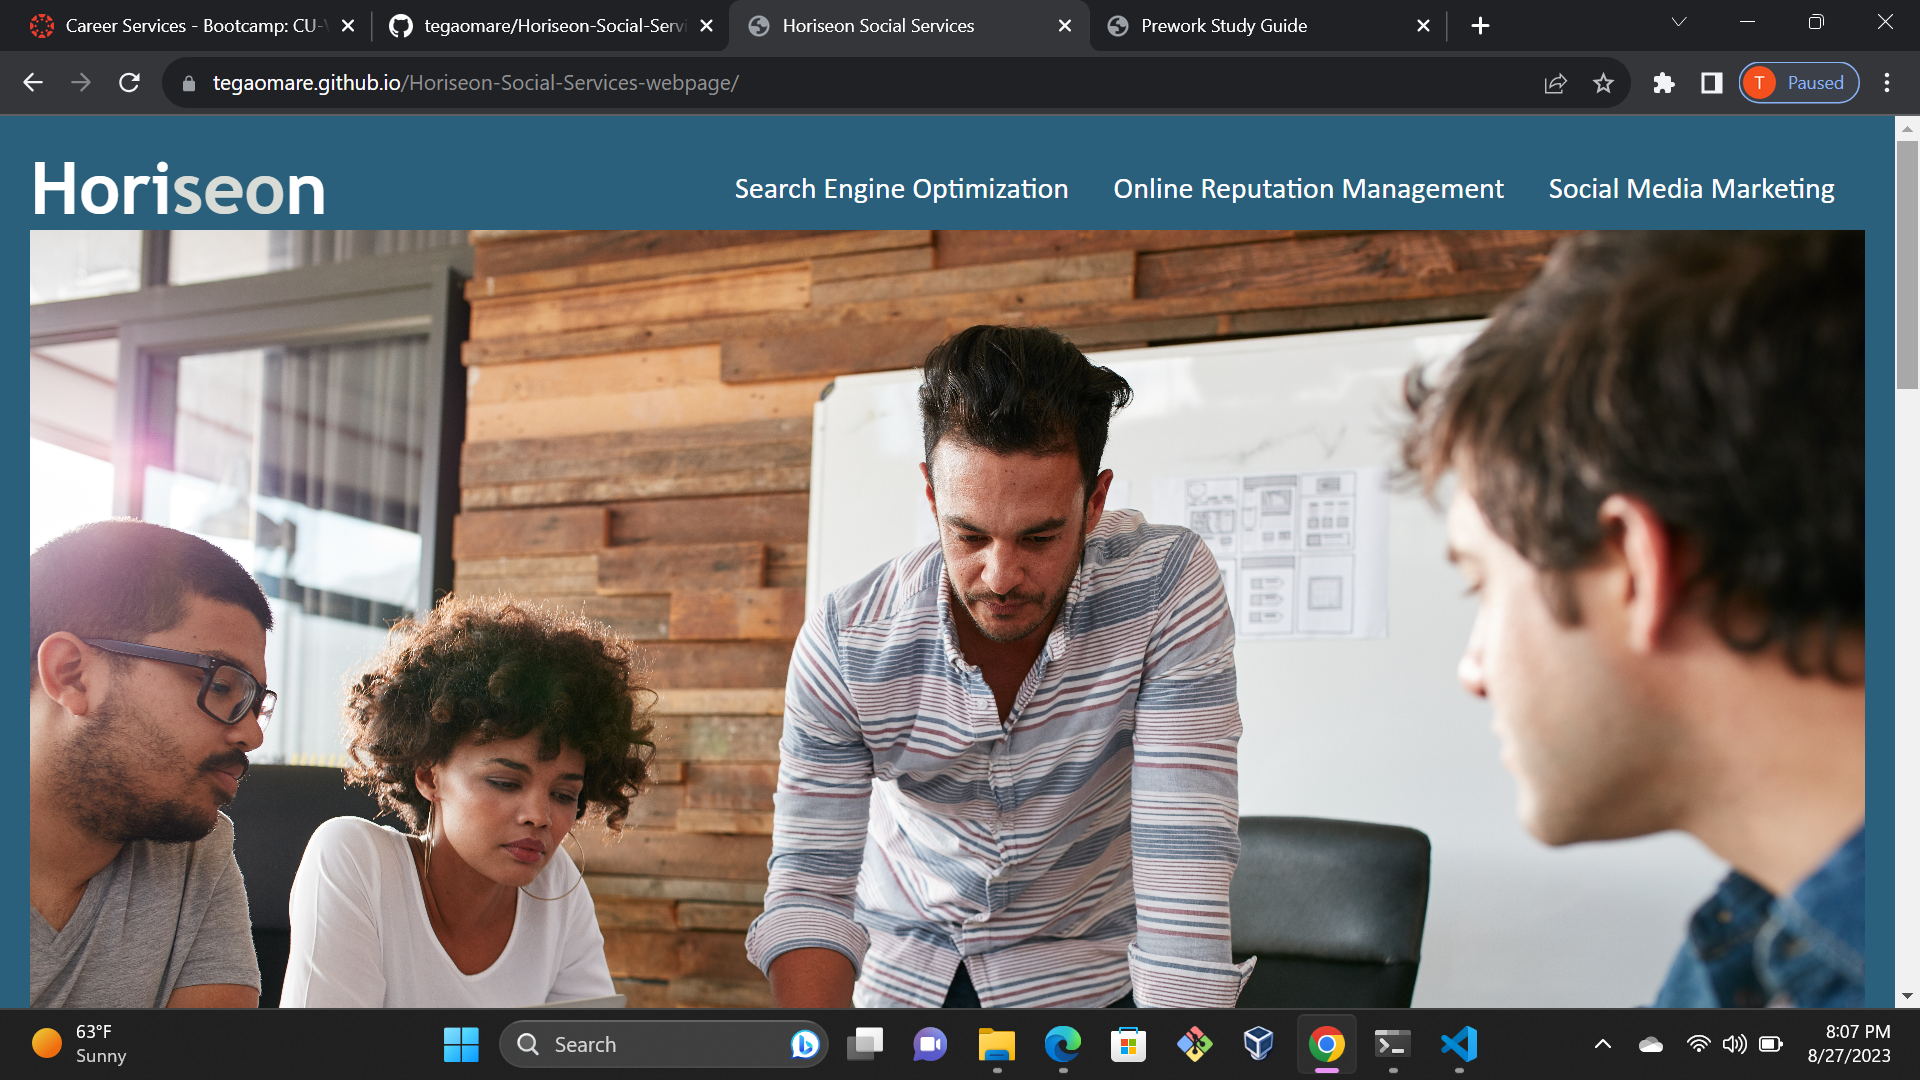 Career Services - Bootcamp: CU-
tegaomare/Horiseon-Social-Servi
Horiseon Social Services
Prework Study Guide
tegaomare.github.io/Horiseon-Social-Services-webpage/
T
Paused
Horiseon
Search Engine Optimization
Online Reputation Management
Social Media Marketing
63°F
Sunny
Search
8:07 PM
8/27/2023